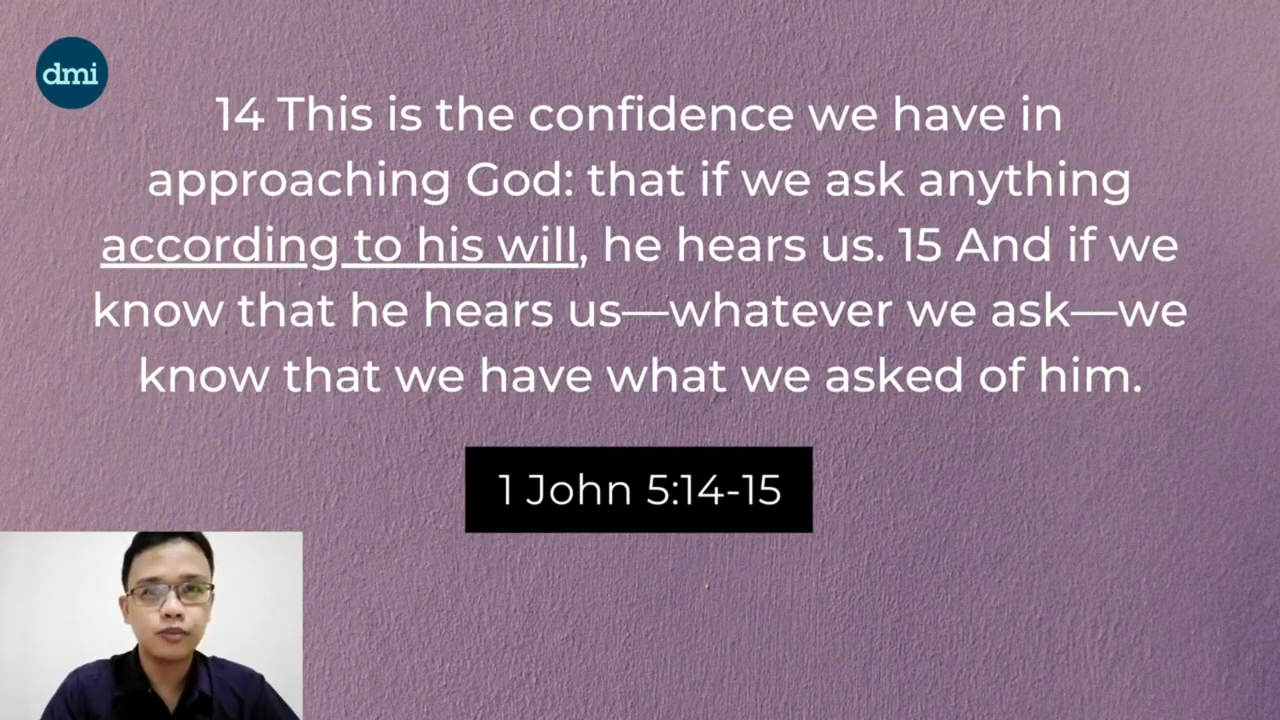 dmi
14 This is the confidence we have in
approaching God: that if we ask anything
according to his will, he hears us. 15 And if we
know that he hears us—whatever we ask—we
know that we have what we asked of him.
1 John 5:14-15